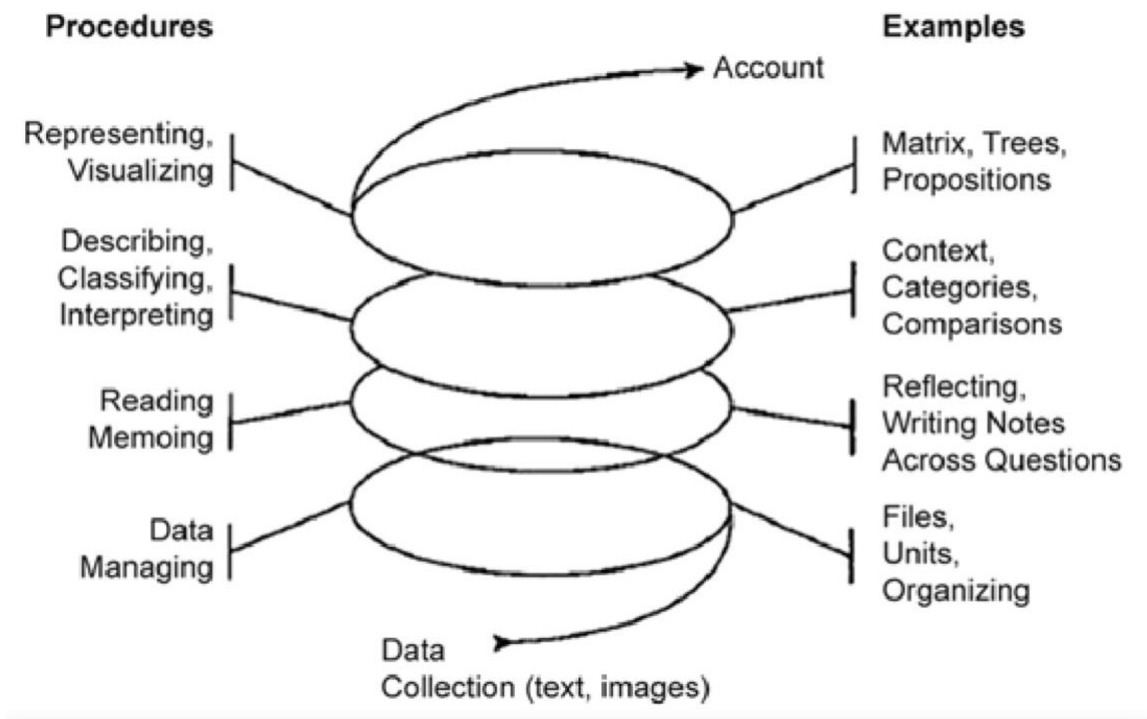 Procedures
Examples
Account
Representing,
Visualizing
Matrix, Trees,
Propositions
Describing,
Classifying,
Interpreting
Context,
Categories,
Comparisons
Reading
Memoing
Reflecting,
Writing Notes
Across Questions
Data
Managing
Files,
Units,
Organizing
Data
Collection (text, images)